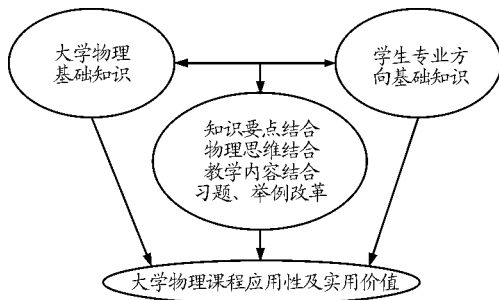 大学物理
基础知识
学生专业方
向基础知识
知识要点结合
物理思维结合
教学内容结合
习题、举例改革
大学物理课程应用性及实用价值